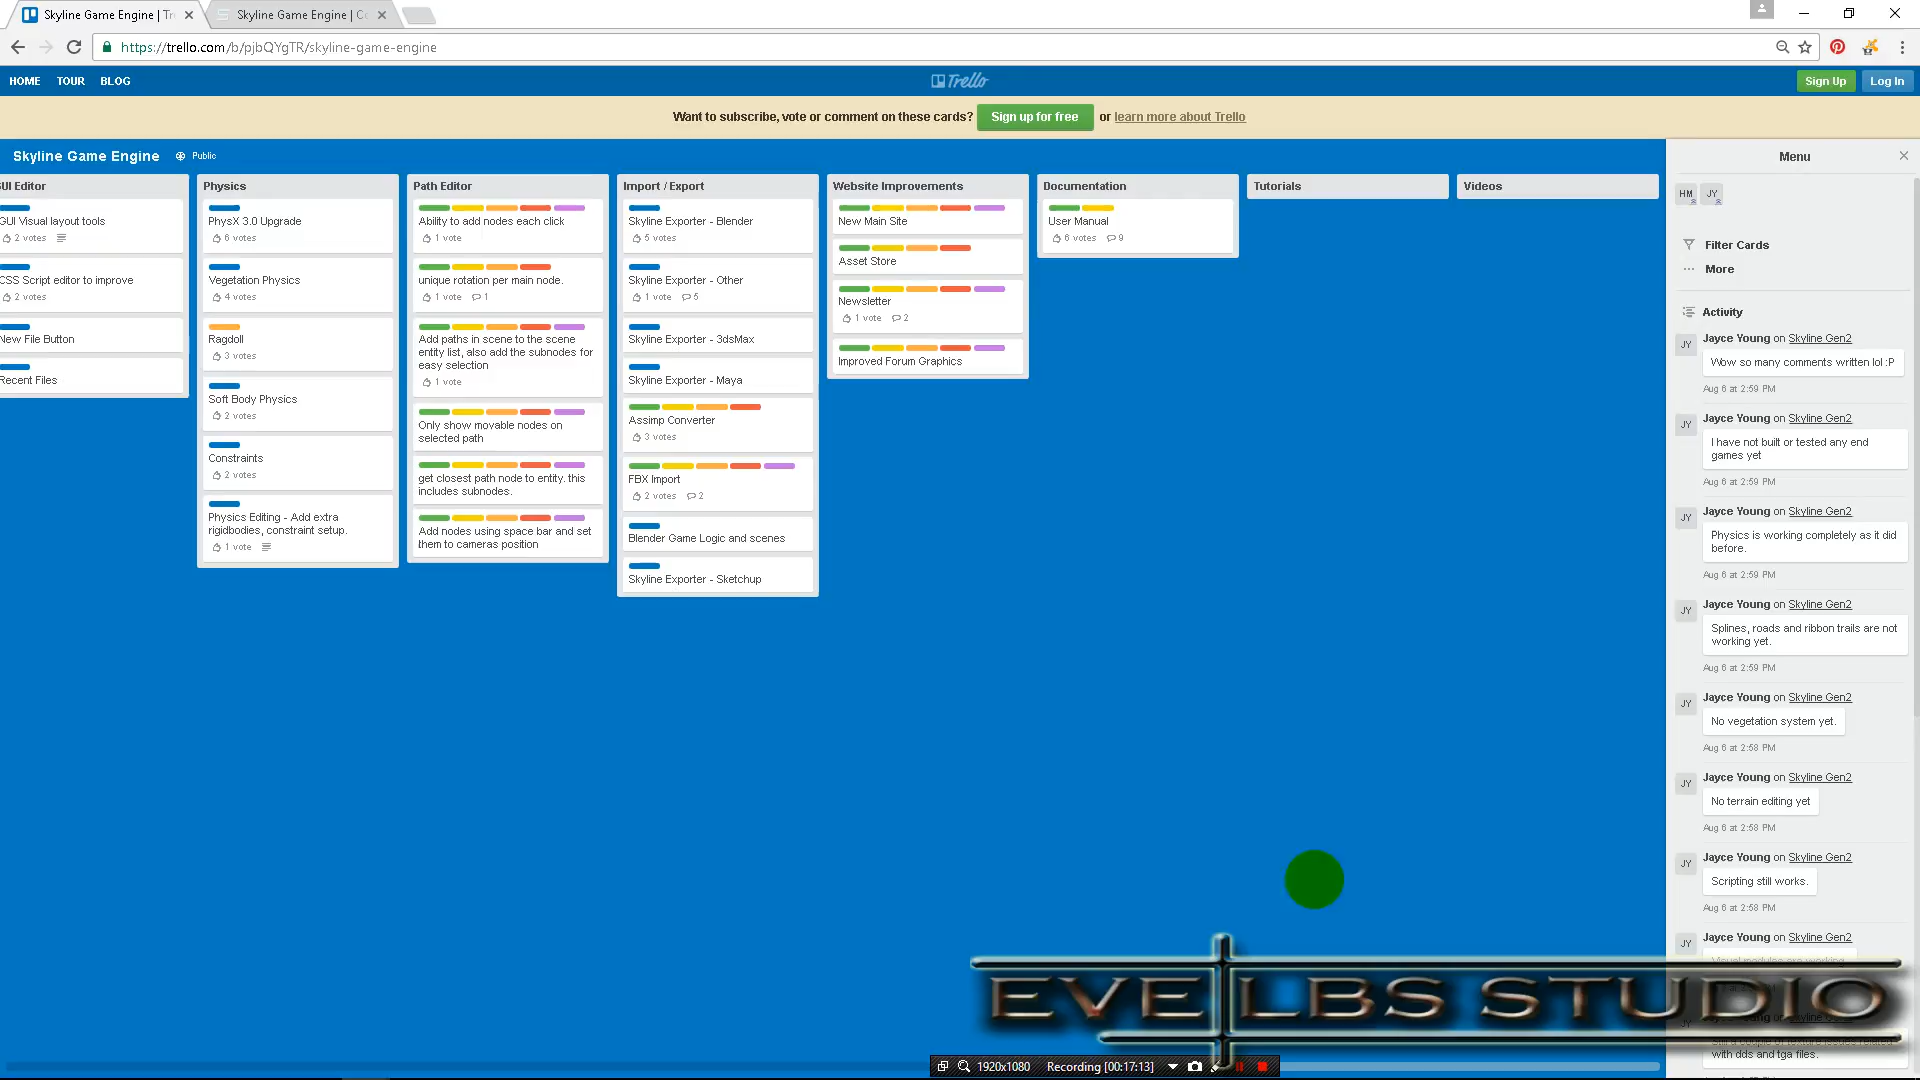 Skyline Game Engine | Tr
Skyline Game Engine | Co
https://trello.com/b/pjbQYgTR/skyline-game-engine
HOME TOUR BLOG
Trello
Sign Up Log In
Want to subscribe, vote or comment on these cards? Sign up for free or learn more about Trello
Skyline Game Engine Public
GUI Editor
GUI Visual layout tools
2 votes
CSS Script editor to improve
2 votes
New File Button
Recent Files
Physics
PhysX 3.0 Upgrade
6 votes
Vegetation Physics
4 votes
Ragdoll
3 votes
Soft Body Physics
2 votes
Constraints
2 votes
Physics Editing - Add extra
rigidbodies, constraint setup.
1 vote
Path Editor
Ability to add nodes each click
1 vote
unique rotation per main node.
1 vote 1
Add paths in scene to the scene
entity list, also add the subnodes for
easy selection
1 vote
Only show movable nodes on
selected path
get closest path node to entity. this
includes subnodes.
Add nodes using space bar and set
them to cameras position
Import / Export
Skyline Exporter - Blender
5 votes
Skyline Exporter - Other
1 vote 5
Skyline Exporter - 3dsMax
Skyline Exporter - Maya
Assimp Converter
3 votes
FBX Import
2 votes 2
Blender Game Logic and scenes
Skyline Exporter - Sketchup
Website Improvements
New Main Site
Asset Store
Newsletter
1 vote 2
Improved Forum Graphics
Documentation
User Manual
6 votes 9
Tutorials
Videos
Menu
HM JY
Filter Cards
More
Activity
JY Jayce Young on Skyline Gen2
Wow so many comments written lol :P
Aug 6 at 2:59 PM
JY Jayce Young on Skyline Gen2
I have not built or tested any end
games yet
Aug 6 at 2:59 PM
JY Jayce Young on Skyline Gen2
Physics is working completely as it did
before.
Aug 6 at 2:59 PM
JY Jayce Young on Skyline Gen2
Splines, roads and ribbon trails are not
working yet.
Aug 6 at 2:59 PM
JY Jayce Young on Skyline Gen2
No vegetation system yet.
Aug 6 at 2:58 PM
JY Jayce Young on Skyline Gen2
No terrain editing yet
Aug 6 at 2:58 PM
JY Jayce Young on Skyline Gen2
Scripting still works.
Aug 6 at 2:58 PM
JY Jayce Young on Skyline Gen2
Visual modules are working
JY Jayce Young on Skyline Gen2
Still a couple of texture issues related
with dds and tga files.
EVE LBS STUDIO
1920x1080 Recording [00:17:13]